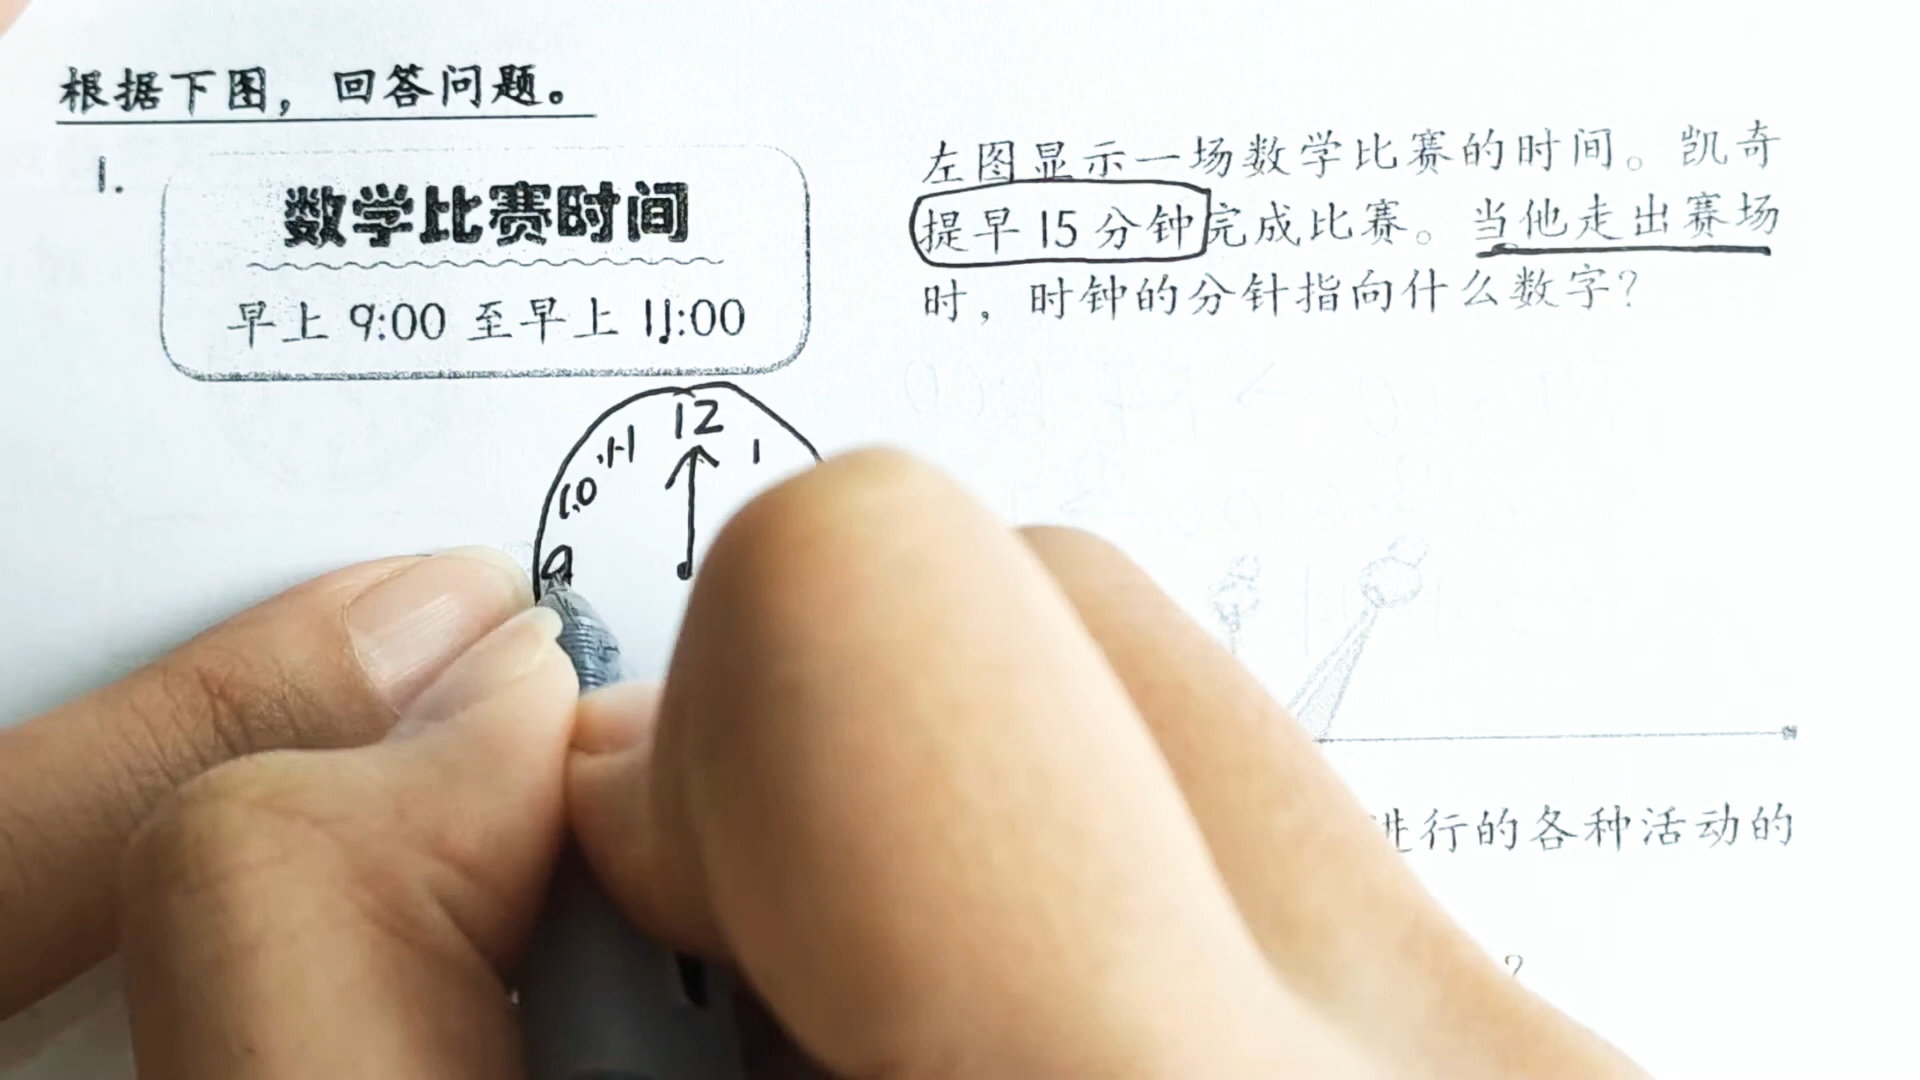 根据下图，回答问题。
1.
数学比赛时间
早上 9:00 至早上 11:00
左图显示一场数学比赛的时间。凯奇
提早 15 分钟完成比赛。当他走出赛场
时，时钟的分针指向什么数字？
12
11
1
10
9
进行的各种活动的
?